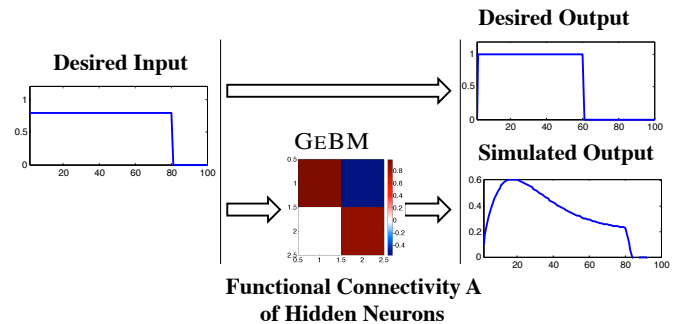 Desired Output
Desired Input
1
0.5
0
20 40 60 80 100
1
0.5
0
20 40 60 80 100
GEBM
0.5
1
1.5
2
2.5
0.5 1 1.5 2 2.5
0.8
0.6
0.4
0.2
0
-0.2
-0.4
Simulated Output
0.6
0.4
0.2
0
20 40 60 80 100
Functional Connectivity A
of Hidden Neurons